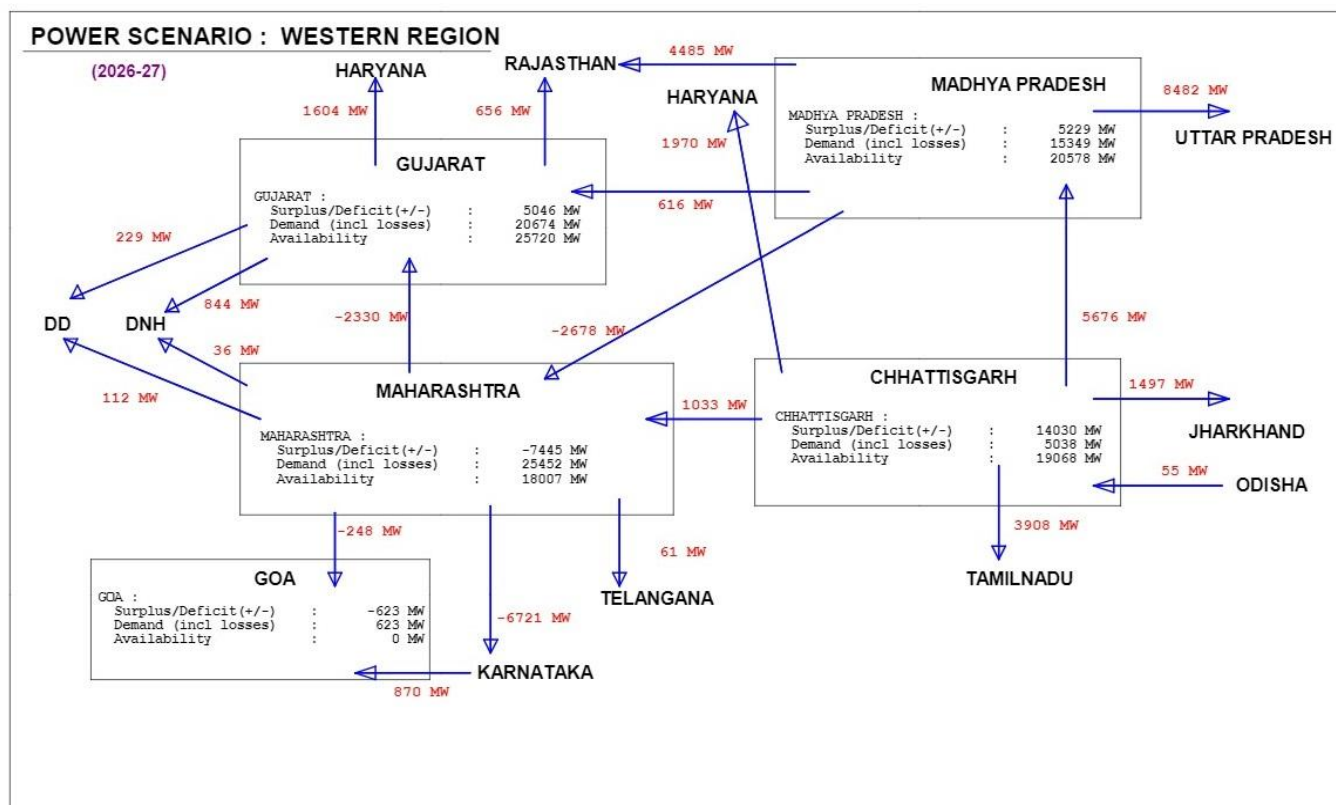 POWER SCENARIO : WESTERN REGION
(2026-27)
HARYANA
RAJASTHAN
4485 MW
1604 MW
656 MW
HARYANA
1970 MW
MADHYA PRADESH
MADHYA PRADESH :
Surplus/Deficit(+/-) : 5229 MW
Demand (incl losses) : 15349 MW
Availability : 20578 MW
8482 MW
UTTAR PRADESH
GUJARAT
GUJARAT :
Surplus/Deficit(+/-) : 5046 MW
Demand (incl losses) : 20674 MW
Availability : 25720 MW
616 MW
229 MW
844 MW
DD
DNH
-2330 MW
-2678 MW
5676 MW
36 MW
112 MW
MAHARASHTRA
MAHARASHTRA :
Surplus/Deficit(+/-) : -7445 MW
Demand (incl losses) : 25452 MW
Availability : 18007 MW
1033 MW
CHHATTISGARH
CHHATTISGARH :
Surplus/Deficit(+/-) : 14030 MW
Demand (incl losses) : 5038 MW
Availability : 19068 MW
1497 MW
JHARKHAND
55 MW
ODISHA
-248 MW
61 MW
3908 MW
TAMILNADU
TELANGANA
GOA
GOA :
Surplus/Deficit(+/-) : -623 MW
Demand (incl losses) : 623 MW
Availability : 0 MW
-6721 MW
KARNATAKA
870 MW